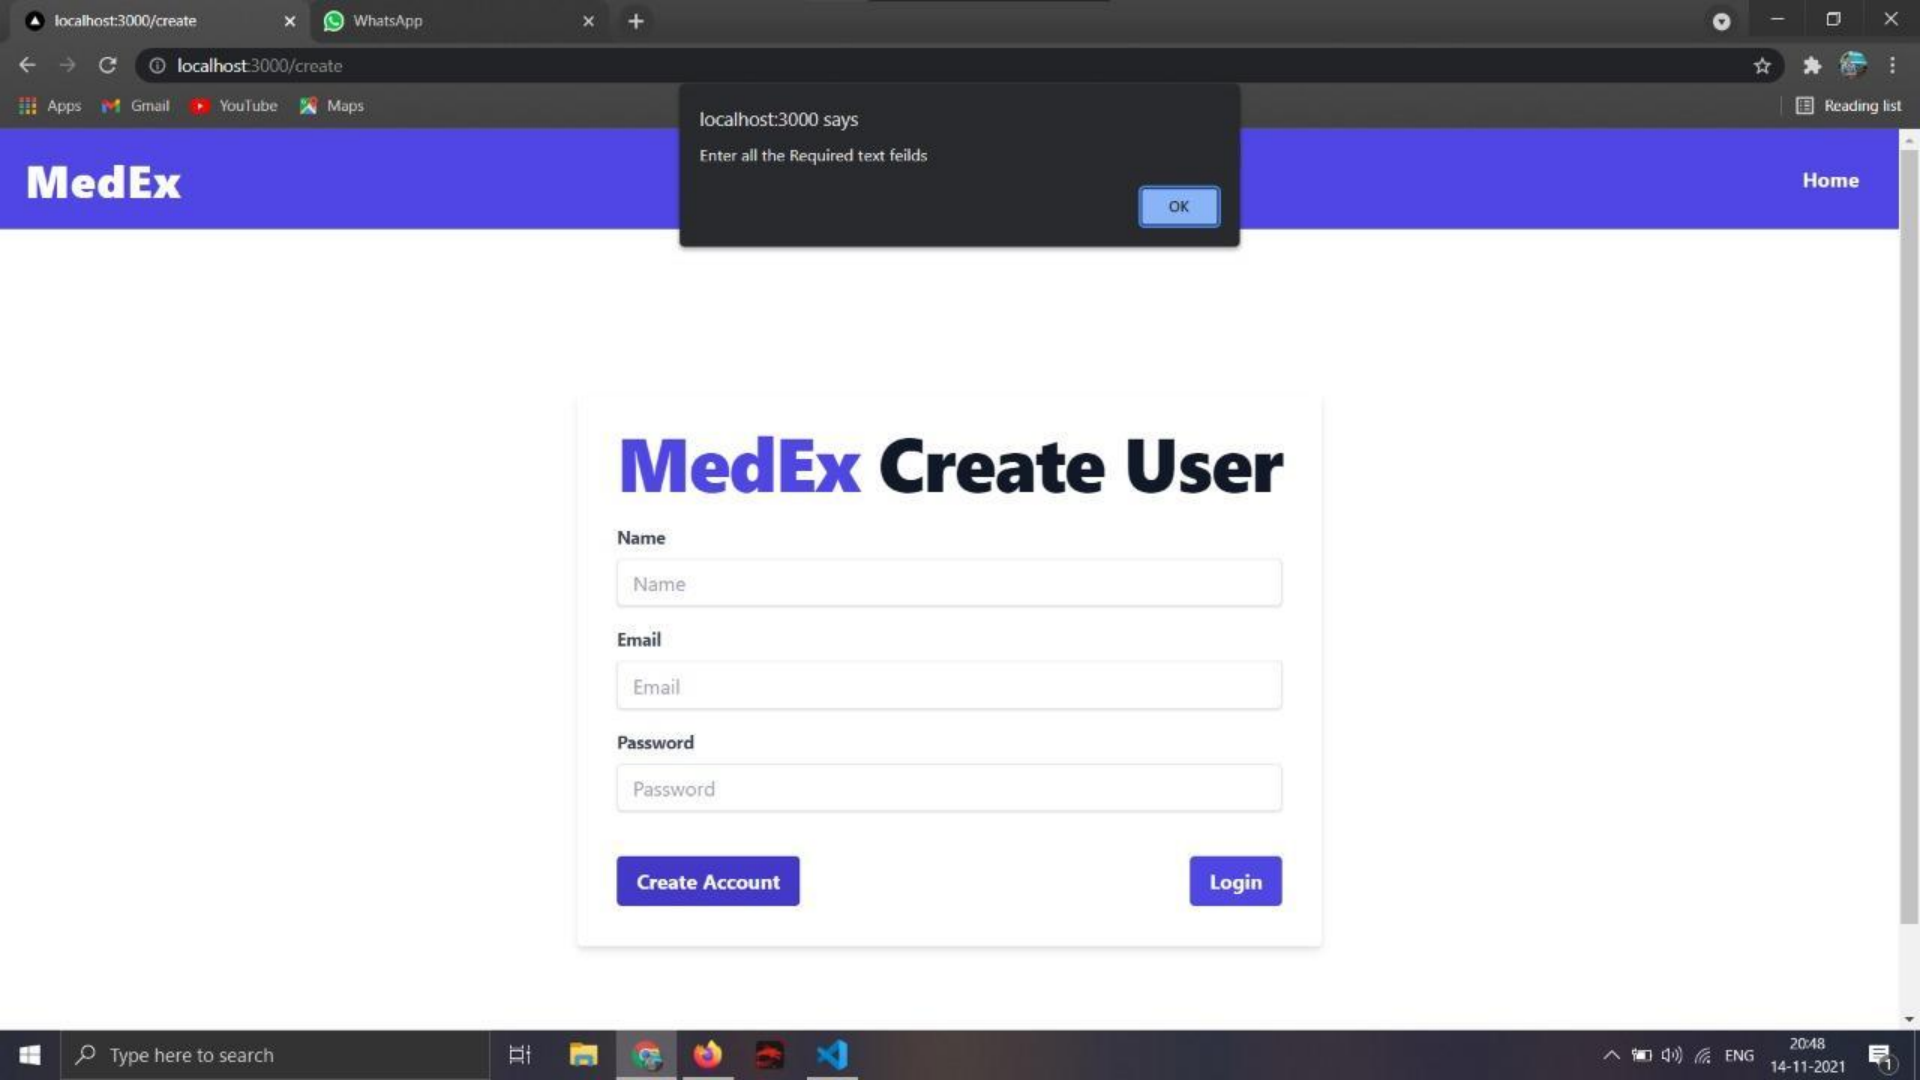 localhost:3000/create
WhatsApp
localhost:3000/create
Apps
Gmail
YouTube
Maps
Reading list
localhost:3000 says
Enter all the Required text feilds
OK
MedEx
Home
MedEx Create User
Name
Name
Email
Email
Password
Password
Create Account
Login
Type here to search
ENG
20:48
14-11-2021
1